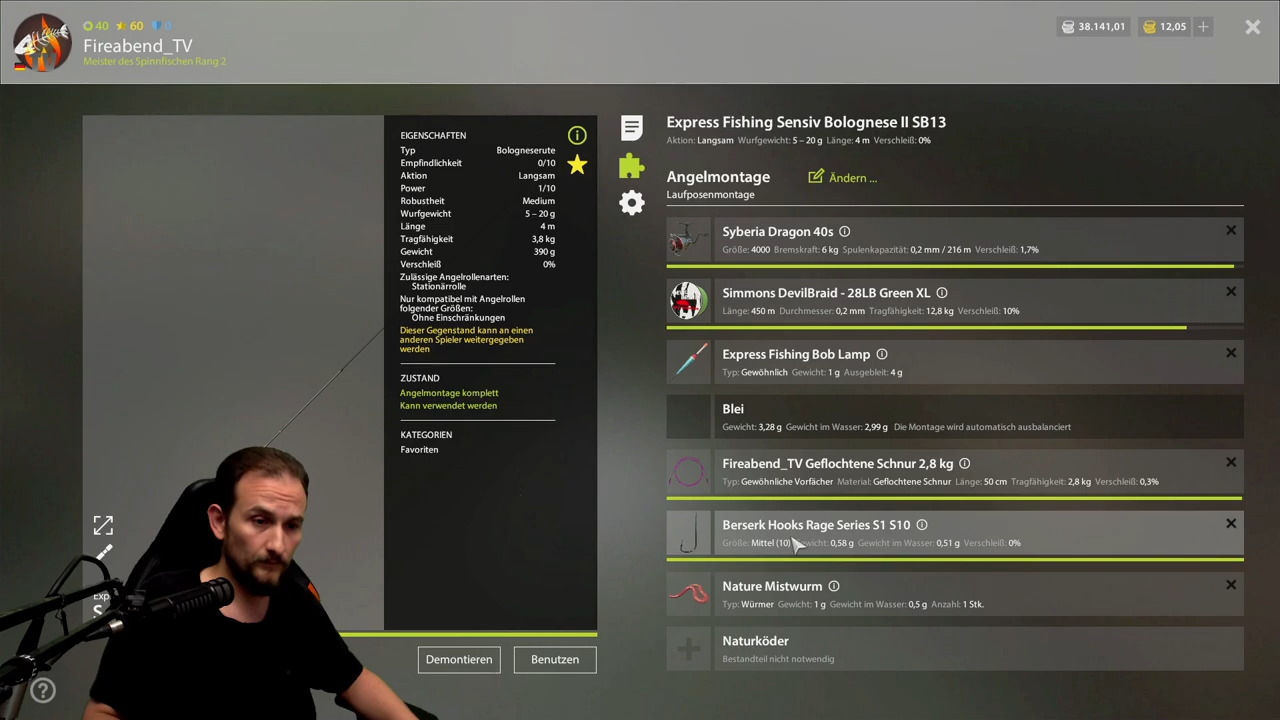 40 60 0
Fireabend_TV
Meister des Spinnfischen Rang 2
38.141,01
12,05
EIGENSCHAFTEN
Typ Bologneserute
Empfindlichkeit 0/10
Aktion Langsam
Power 1/10
Robustheit Medium
Wurfgewicht 5 – 20 g
Länge 4 m
Tragfähigkeit 3,8 kg
Gewicht 390 g
Verschleiß 0%
Zulässige Angelrollenarten:
Stationärrolle
Nur kompatibel mit Angelrollen
folgender Größen:
Ohne Einschränkungen
Dieser Gegenstand kann an einen
anderen Spieler weitergegeben
werden
ZUSTAND
Angelmontage komplett
Kann verwendet werden
KATEGORIEN
Favoriten
Demontieren
Benutzen
Express Fishing Sensiv Bolognese II SB13
Aktion: Langsam Wurfgewicht: 5 – 20 g Länge: 4 m Verschleiß: 0%
Angelmontage
Ändern ...
Laufposenmontage
Syberia Dragon 40s
Größe: 4000 Bremskraft: 6 kg Spulenkapazität: 0,2 mm / 216 m Verschleiß: 1,7%
Simmons DevilBraid - 28LB Green XL
Länge: 450 m Durchmesser: 0,2 mm Tragfähigkeit: 12,8 kg Verschleiß: 10%
Express Fishing Bob Lamp
Typ: Gewöhnlich Gewicht: 1 g Ausgebleit: 4 g
Blei
Gewicht: 3,28 g Gewicht im Wasser: 2,99 g Die Montage wird automatisch ausbalanciert
Fireabend_TV Geflochtene Schnur 2,8 kg
Typ: Gewöhnliche Vorfächer Material: Geflochtene Schnur Länge: 50 cm Tragfähigkeit: 2,8 kg Verschleiß: 0,3%
Berserk Hooks Rage Series S1 S10
Größe: Mittel (10) wicht: 0,58 g Gewicht im Wasser: 0,51 g Verschleiß: 0%
Nature Mistwurm
Typ: Würmer Gewicht: 1 g Gewicht im Wasser: 0,5 g Anzahl: 1 Stk.
Naturköder
Bestandteil nicht notwendig